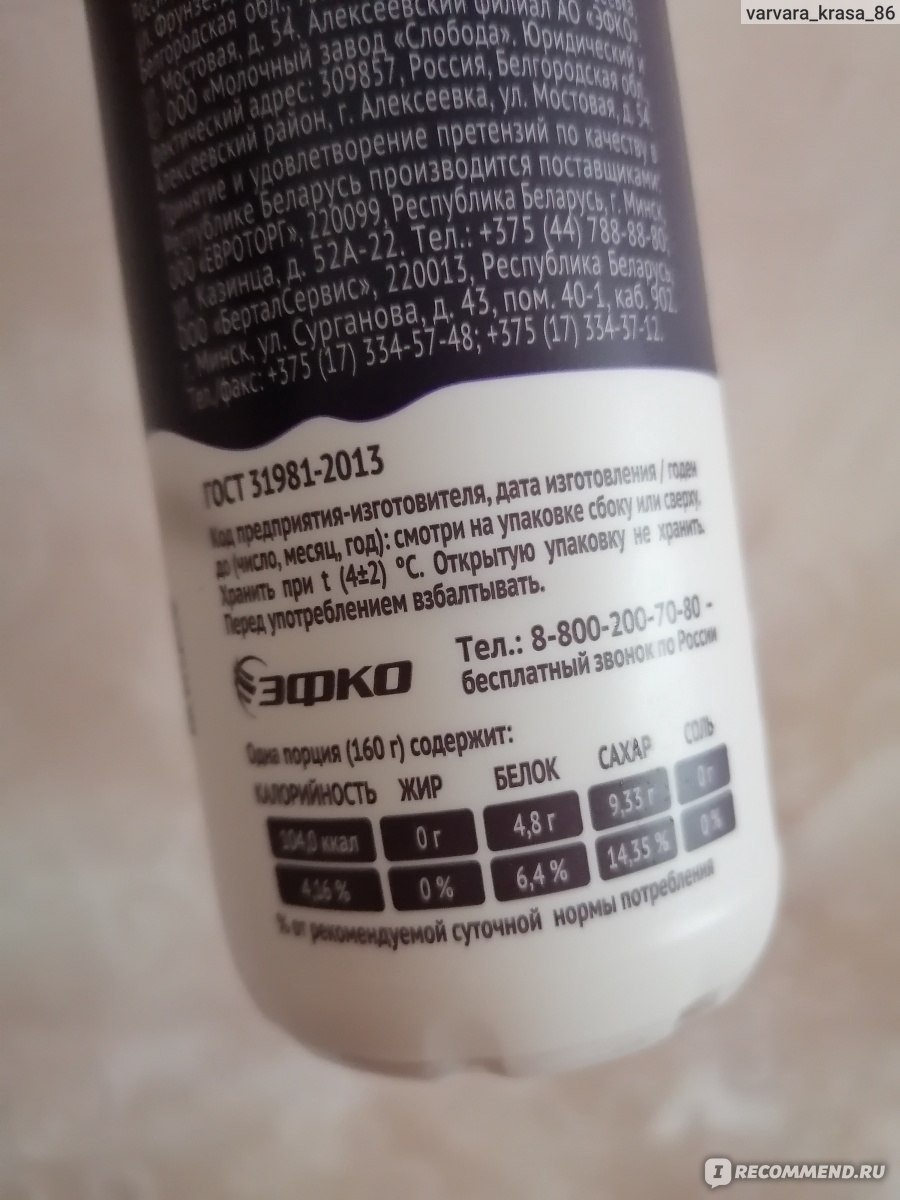 varvara_krasa_86
Белгородская обл.,
Мостовая, д. 54, Алексеевский филиал АО «ЭФКО».
ООО «Молочный завод «Слобода». Юридический и
фактический адрес: 309857, Россия, Белгородская обл.,
Алексеевский район, г. Алексеевка, ул. Мостовая, д. 54
Принятие и удовлетворение претензий по качеству в
Республике Беларусь производится поставщиками:
ООО «ЕВРОТОРГ», 220099, Республика Беларусь, г. Минск,
ул. Казинца, д. 52А-22. Тел.: +375 (44) 788-88-80;
ООО «БерталСервис», 220013, Республика Беларусь,
г. Минск, ул. Сурганова, д. 43, пом. 40-1, каб. 902.
Тел./факс: +375 (17) 334-57-48; +375 (17) 334-37-12.
ГОСТ 31981-2013
Код предприятия-изготовителя, дата изготовления / годен
до (число, месяц, год): смотри на упаковке сбоку или сверху.
Хранить при t (4±2) °С. Открытую упаковку не хранить.
Перед употреблением взбалтывать.
Тел.: 8-800-200-70-80 -
бесплатный звонок по России
ЭФКО
Одна порция (160 г) содержит:
КАЛОРИЙНОСТЬ ЖИР БЕЛОК САХАР СОЛЬ
104,0 ккал 0 г 4,8 г 9,33 г 0 г
4,16 % 0 % 6,4 % 14,35 % 0 %
% от рекомендуемой суточной нормы потребления
I RECOMMEND.RU